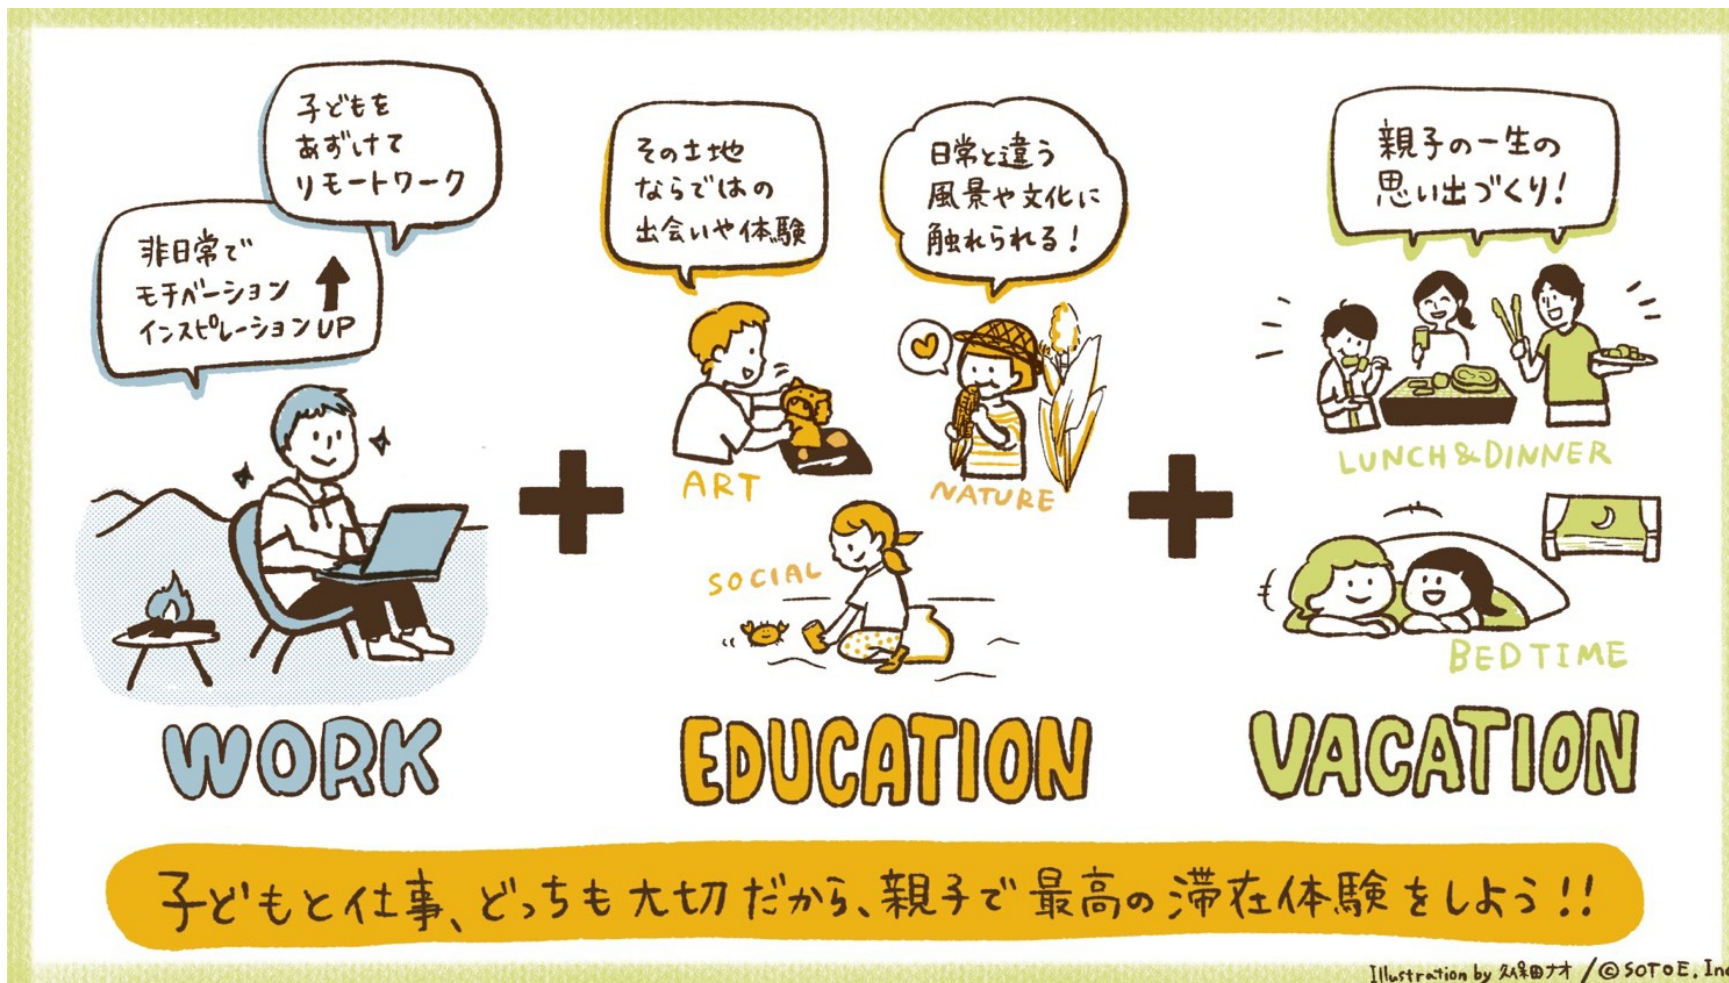 子どもを
あずけて
リモートワーク
非日常で
モチベーション
インスピレーション UP
その土地
ならではの
出会いや体験
日常と違う
風景や文化に
触れられる！
親子の一生の
思い出づくり！
ART
NATURE
SOCIAL
LUNCH & DINNER
BEDTIME
WORK
EDUCATION
VACATION
子どもと仕事、どっちも大切だから、親子で最高の滞在体験をしよう!!
Illustration by 久保田ナオ / © SOTOE. Inc